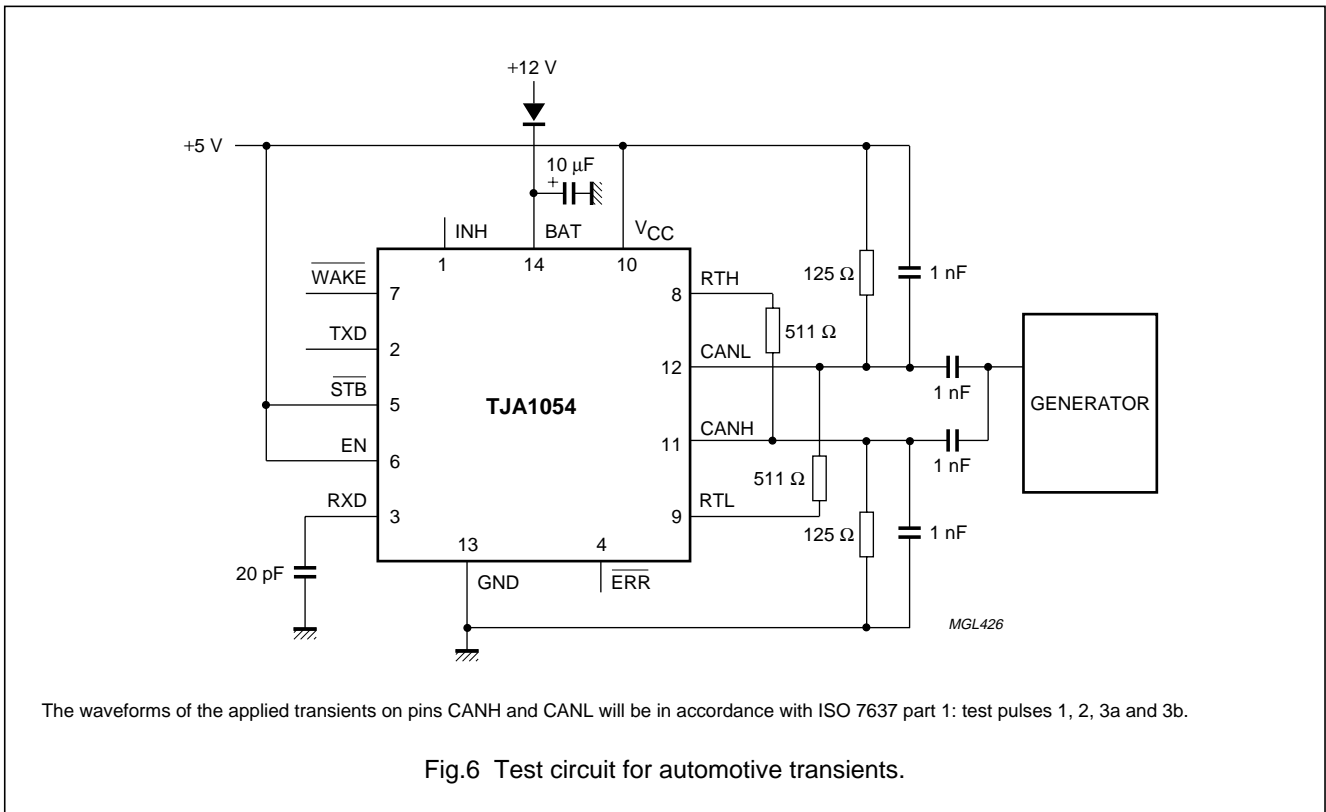 +12 V
+5 V
10 μF
+
INH
BAT
VCC
1
14
10
WAKE
7
TXD
2
STB
5
EN
6
RXD
3
20 pF
TJA1054
13
GND
4
ERR
RTH
8
511 Ω
CANL
12
CANH
11
511 Ω
RTL
9
125 Ω
1 nF
1 nF
1 nF
125 Ω
1 nF
GENERATOR
MGL426
The waveforms of the applied transients on pins CANH and CANL will be in accordance with ISO 7637 part 1: test pulses 1, 2, 3a and 3b.
Fig.6 Test circuit for automotive transients.